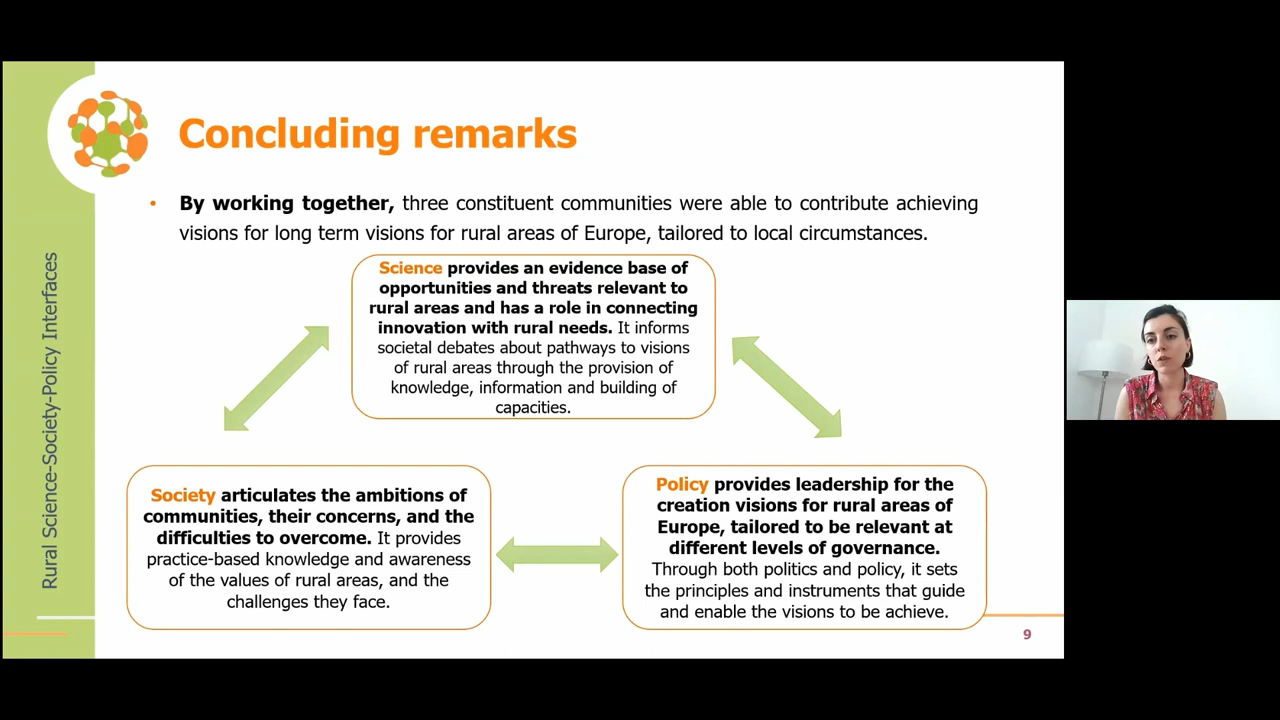 Rural Science-Society-Policy Interfaces
Concluding remarks
• By working together, three constituent communities were able to contribute achieving
visions for long term visions for rural areas of Europe, tailored to local circumstances.
Science provides an evidence base of
opportunities and threats relevant to
rural areas and has a role in connecting
innovation with rural needs. It informs
societal debates about pathways to visions
of rural areas through the provision of
knowledge, information and building of
capacities.
Society articulates the ambitions of
communities, their concerns, and the
difficulties to overcome. It provides
practice-based knowledge and awareness
of the values of rural areas, and the
challenges they face.
Policy provides leadership for the
creation visions for rural areas of
Europe, tailored to be relevant at
different levels of governance.
Through both politics and policy, it sets
the principles and instruments that guide
and enable the visions to be achieve.
9